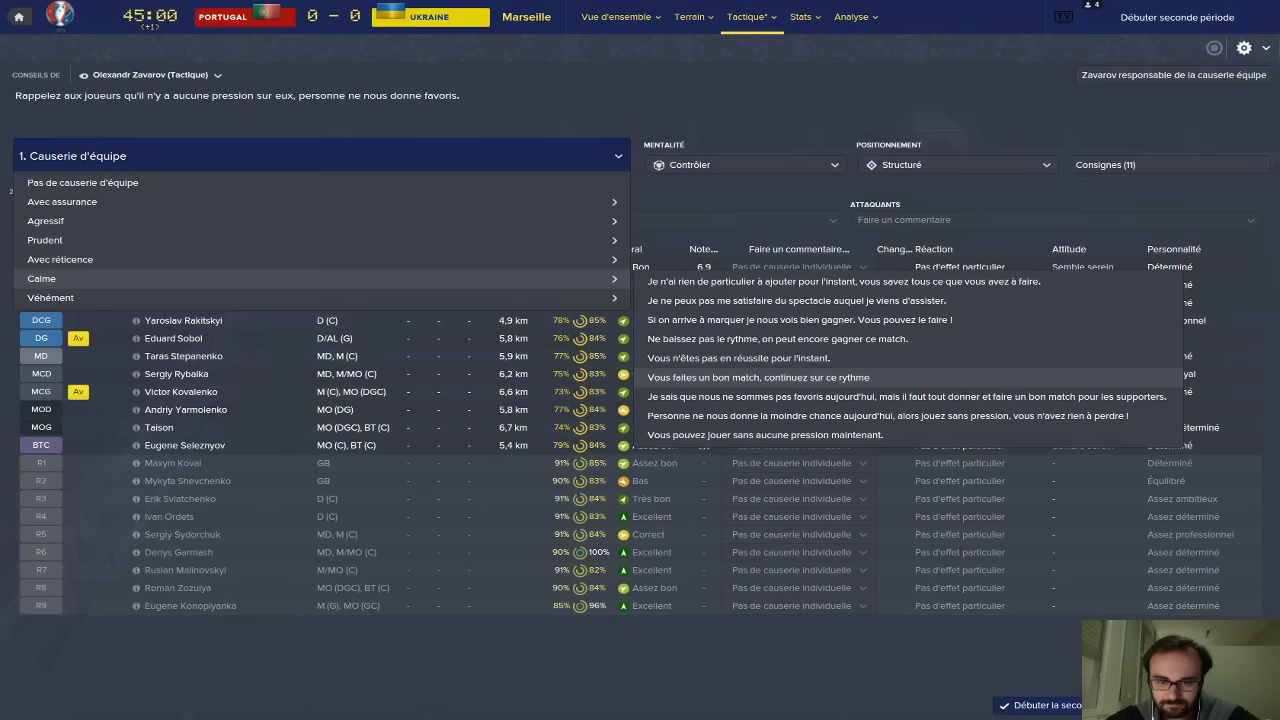 45:00 PORTUGAL 0 – 0 UKRAINE Marseille Vue d'ensemble Terrain Tactique* Stats Analyse TV 4 Débuter seconde période
(+1)
CONSEILS DE Olexandr Zavarov (Tactique) Zavarov responsable de la causerie équipe
Rappelez aux joueurs qu'il n'y a aucune pression sur eux, personne ne nous donne favoris.
1. Causerie d'équipe
MENTALITÉ POSITIONNEMENT
Contrôler Structuré Consignes (11)
Pas de causerie d'équipe
Avec assurance
Agressif
Prudent
Avec réticence
Calme
Véhément
ATTAQUANTS
Faire un commentaire
ral Note... Faire un commentaire... Chang... Réaction Attitude Personnalité
Bon 6.9 Pas de causerie individuelle Pas d'effet particulier Semble serein Déterminé
Je n'ai rien de particulier à ajouter pour l'instant, vous savez tous ce que vous avez à faire.
Je ne peux pas me satisfaire du spectacle auquel je viens d'assister.
Si on arrive à marquer je nous vois bien gagner. Vous pouvez le faire !
Ne baissez pas le rythme, on peut encore gagner ce match.
Vous n'êtes pas en réussite pour l'instant.
Vous faites un bon match, continuez sur ce rythme
Je sais que nous ne sommes pas favoris aujourd'hui, mais il faut tout donner et faire un bon match pour les supporters.
Personne ne nous donne la moindre chance aujourd'hui, alors jouez sans pression, vous n'avez rien à perdre !
Vous pouvez jouer sans aucune pression maintenant.
DCG Yaroslav Rakitskyi D (C) - - - 4,9 km 78% 85% onnel
DG Av Eduard Sobol D/AL (G) - - - 5,8 km 76% 84%
MD Taras Stepanenko MD, M (C) - - - 5,9 km 77% 85%
MCD Sergiy Rybalka MD, M/MO (C) - - - 6,2 km 75% 83% yal
MCG Av Victor Kovalenko M (C), MO (DGC) - - - 6,6 km 73% 83%
MOD Andriy Yarmolenko MO (DG) - - - 5,8 km 77% 84%
MOG Taison MO (DGC), BT (C) - - - 6,7 km 74% 83% Déterminé
BTC Eugene Seleznyov MO (C), BT (C) - - - 5,4 km 79% 84% Déterminé
R1 Maxym Koval GB 91% 85% Assez bon - Pas de causerie individuelle Pas d'effet particulier - Déterminé
R2 Mykyta Shevchenko GB 90% 83% Bas - Pas de causerie individuelle Pas d'effet particulier - Équilibré
R3 Erik Sviatchenko D (C) 91% 84% Très bon - Pas de causerie individuelle Pas d'effet particulier - Assez ambitieux
R4 Ivan Ordets D (C) 91% 83% Excellent - Pas de causerie individuelle Pas d'effet particulier - Assez déterminé
R5 Sergiy Sydorchuk MD, M (C) 91% 84% Correct - Pas de causerie individuelle Pas d'effet particulier - Assez professionnel
R6 Denys Garmash MD, M/MO (C) 90% 100% Excellent - Pas de causerie individuelle Pas d'effet particulier - Assez déterminé
R7 Ruslan Malinovskyi M/MO (C) 91% 82% Excellent - Pas de causerie individuelle Pas d'effet particulier - Assez déterminé
R8 Roman Zozulya MO (DGC), BT (C) 90% 84% Assez bon - Pas de causerie individuelle Pas d'effet particulier - Assez déterminé
R9 Eugene Konoplyanka M (G), MO (GC) 85% 96% Excellent - Pas de causerie individuelle Pas d'effet particulier - Assez déterminé
Débuter la seco